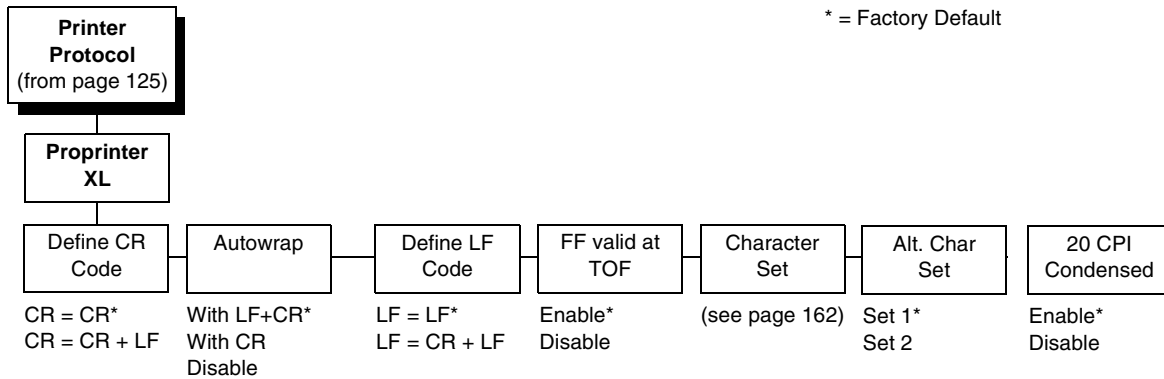 * = Factory Default
Printer
Protocol
(from page 125)
Proprinter
XL
Define CR
Code
Autowrap
Define LF
Code
FF valid at
TOF
Character
Set
Alt. Char
Set
20 CPI
Condensed
CR = CR*
CR = CR + LF
With LF+CR*
With CR
Disable
LF = LF*
LF = CR + LF
Enable*
Disable
(see page 162)
Set 1*
Set 2
Enable*
Disable